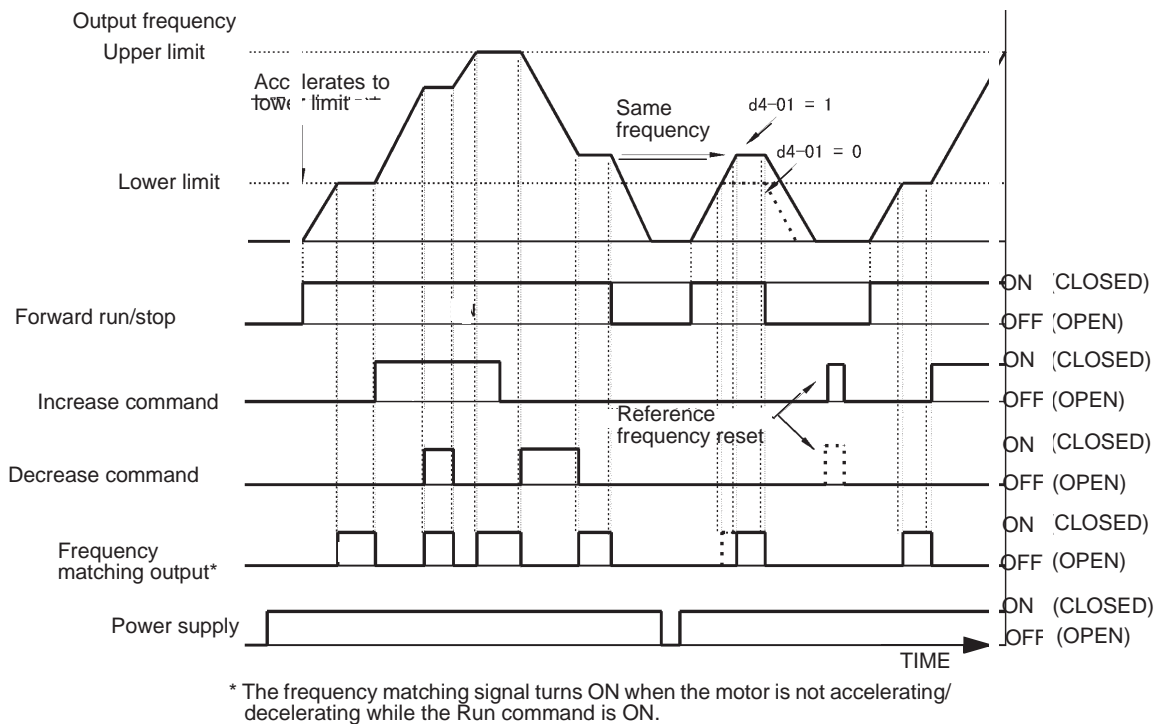 Output frequency
Upper limit
Accelerates to
lower limit
Same
frequency
d4-01 = 1
d4-01 = 0
Lower limit
Forward run/stop
ON (CLOSED)
OFF (OPEN)
Increase command
ON (CLOSED)
OFF (OPEN)
Reference
frequency reset
Decrease command
ON (CLOSED)
OFF (OPEN)
Frequency
matching output*
ON (CLOSED)
OFF (OPEN)
Power supply
ON (CLOSED)
OFF (OPEN)
TIME
* The frequency matching signal turns ON when the motor is not accelerating/
decelerating while the Run command is ON.